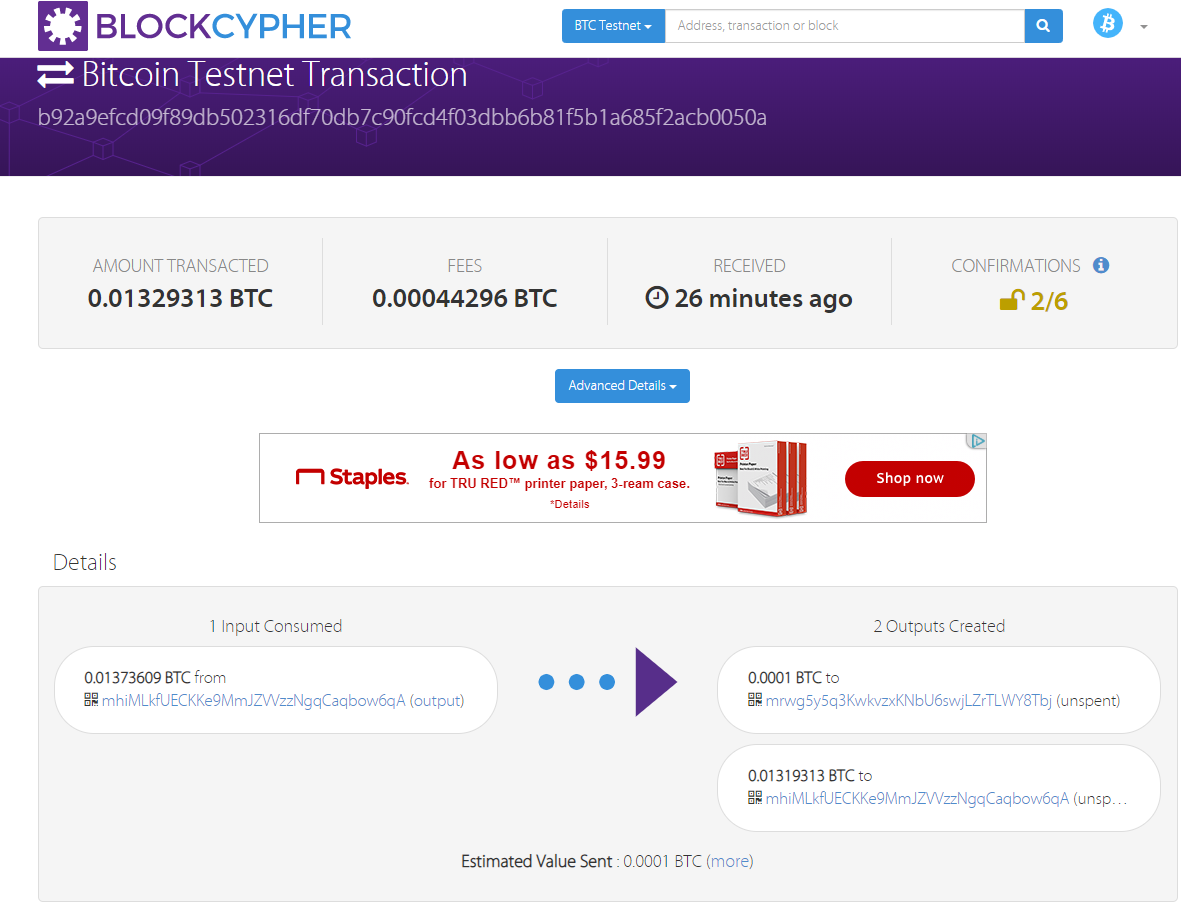 BLOCKCYPHER
BTC Testnet
Address, transaction or block
Bitcoin Testnet Transaction
b92a9efcd09f89db502316df70db7c90fcd4f03dbb6b81f5b1a685f2acb0050a
AMOUNT TRANSACTED
0.01329313 BTC
FEES
0.00044296 BTC
RECEIVED
26 minutes ago
CONFIRMATIONS
2/6
Advanced Details
Staples.
As low as $15.99
for TRU RED™ printer paper, 3-ream case.
*Details
Shop now
Details
1 Input Consumed
0.01373609 BTC from
mhiMLkfUECKKe9MmJZVVzzNgqCaqbow6qA (output)
2 Outputs Created
0.0001 BTC to
mrwg5y5q3KwkvzxKNbU6swjLZrTLWY8Tbj (unspent)
0.01319313 BTC to
mhiMLkfUECKKe9MmJZVVzzNgqCaqbow6qA (unsp…
Estimated Value Sent : 0.0001 BTC (more)